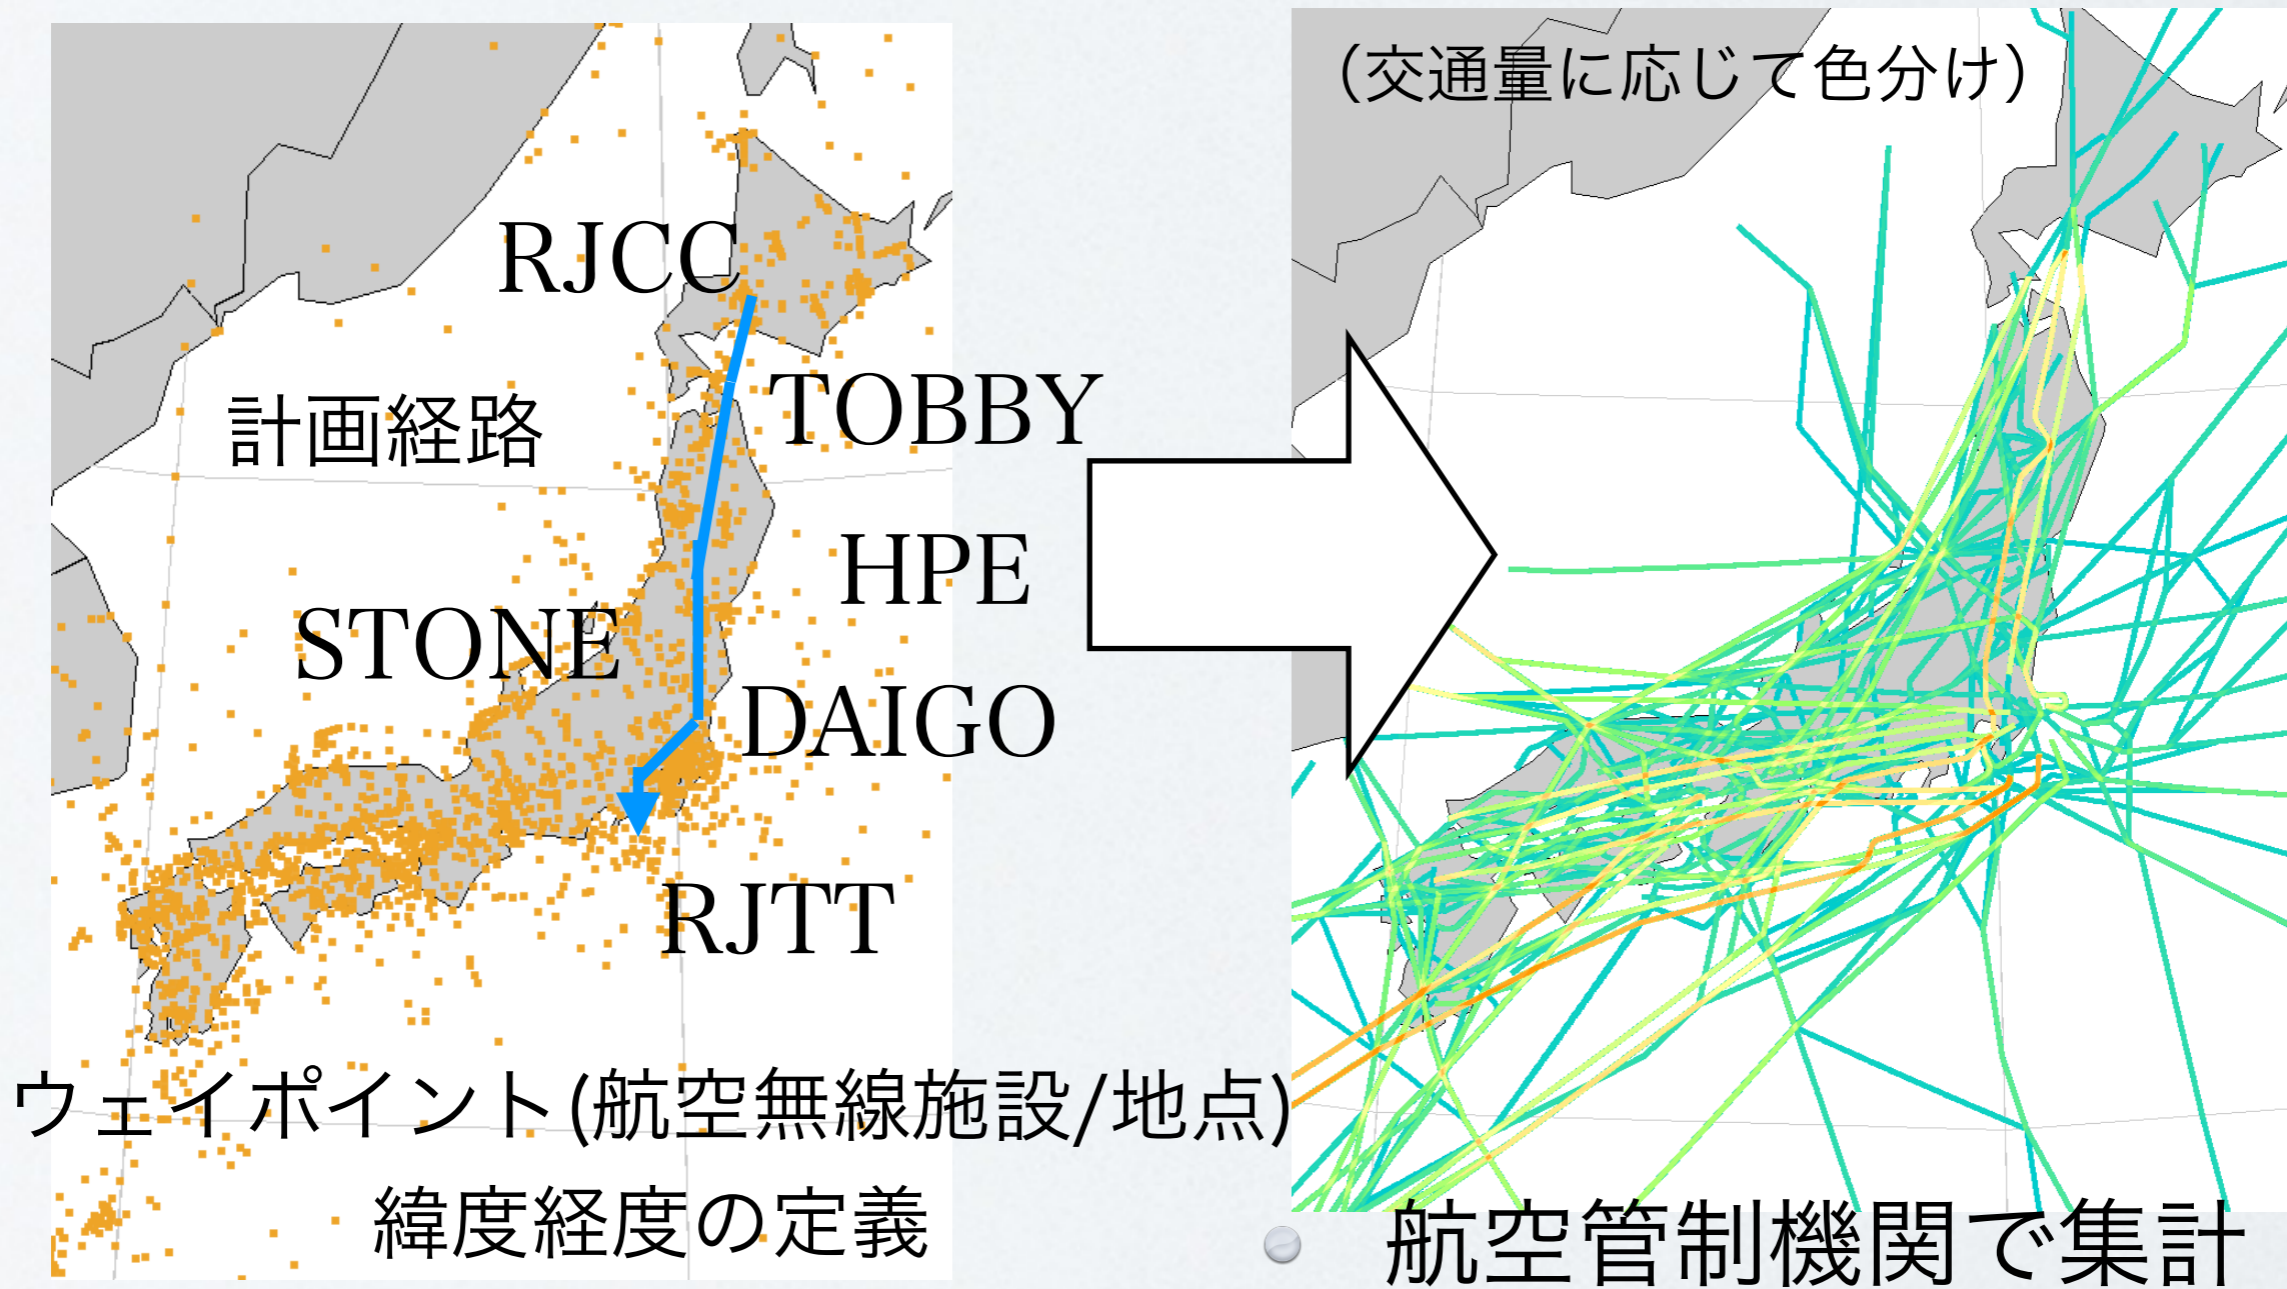 RJCC
TOBBY
計画経路
HPE
STONE
DAIGO
RJTT
ウェイポイント(航空無線施設/地点)
緯度経度の定義
（交通量に応じて色分け）
航空管制機関で集計